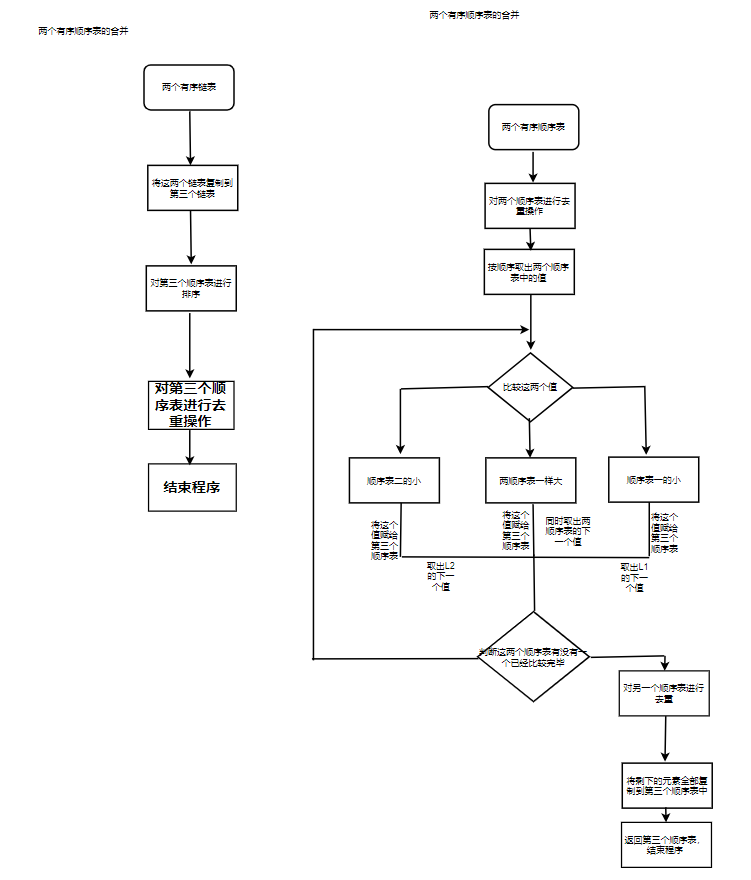 两个有序顺序表的合并
两个有序链表
将这两个链表复制到
第三个链表
对第三个顺序表进行
排序
对第三个顺
序表进行去
重操作
结束程序
两个有序顺序表的合并
两个有序顺序表
对两个顺序表进行去
重操作
按顺序取出两个顺序
表中的值
比较这两个值
顺序表二的小
两顺序表一样大
顺序表一的小
将这个
值赋给
第三个
顺序表
取出L2
的下一
个值
将这个
值赋给
第三个
顺序表
同时取出两
顺序表的下
一个值
将这个
值赋给
第三个
顺序表
取出L1
的下一
个值
判断这两个顺序表有没有一
个已经比较完毕
对另一个顺序表进行
去重
将剩下的元素全部复
制到第三个顺序表中
返回第三个顺序表，
结束程序